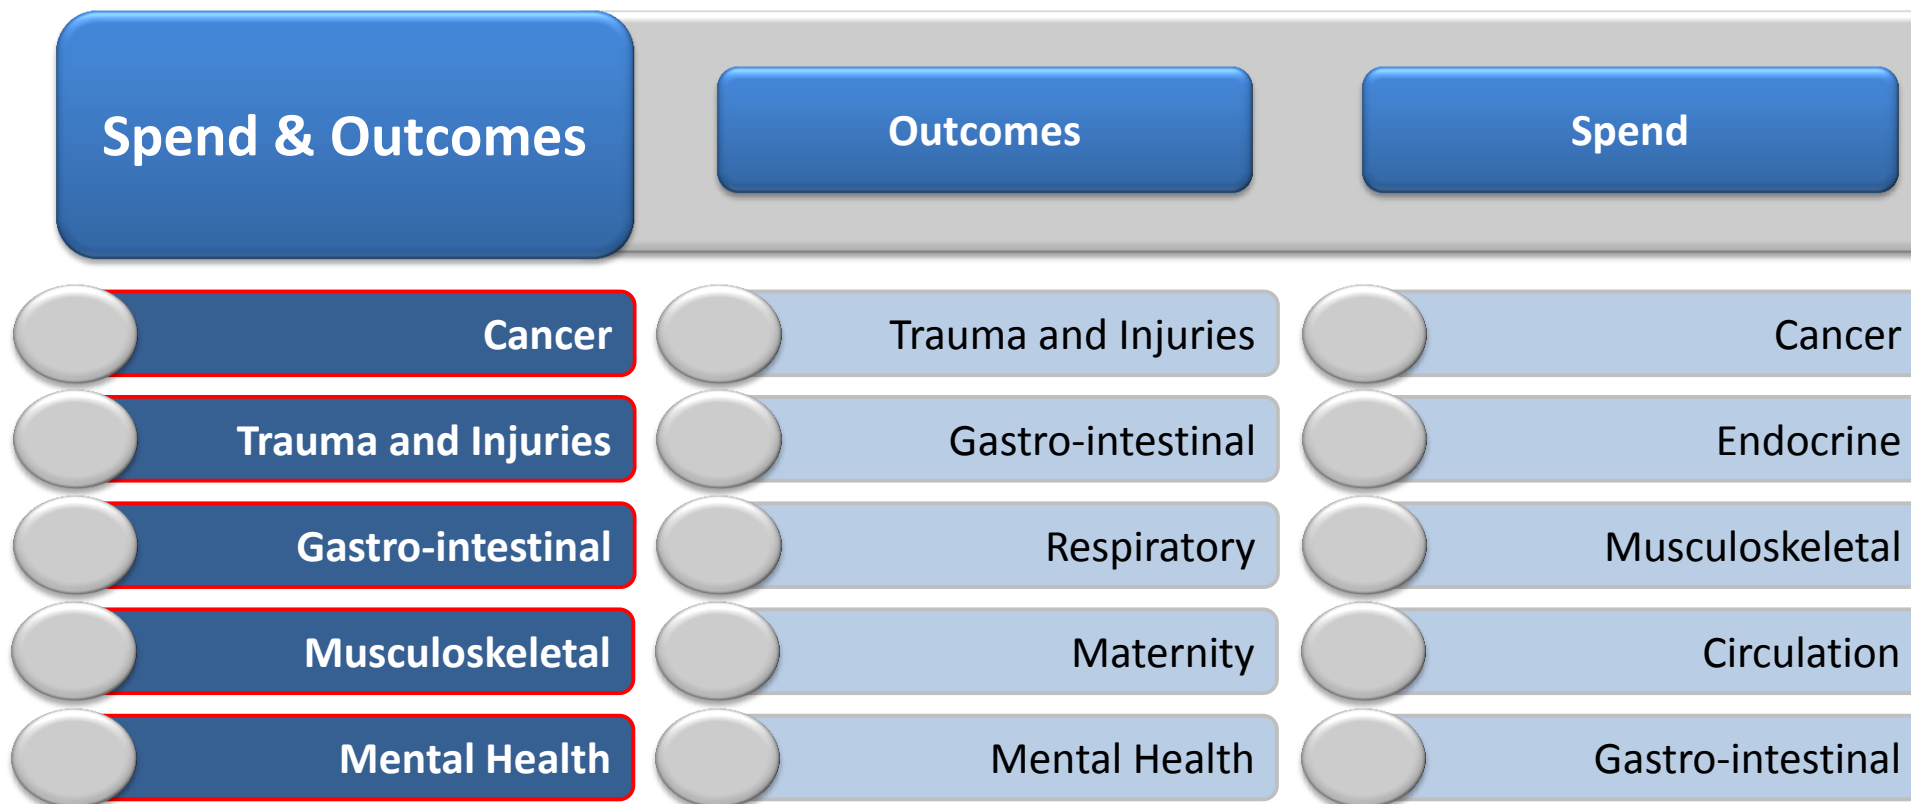 Spend & Outcomes
Outcomes
Spend
Cancer
Trauma and Injuries
Cancer
Trauma and Injuries
Gastro-intestinal
Endocrine
Gastro-intestinal
Respiratory
Musculoskeletal
Musculoskeletal
Maternity
Circulation
Mental Health
Mental Health
Gastro-intestinal